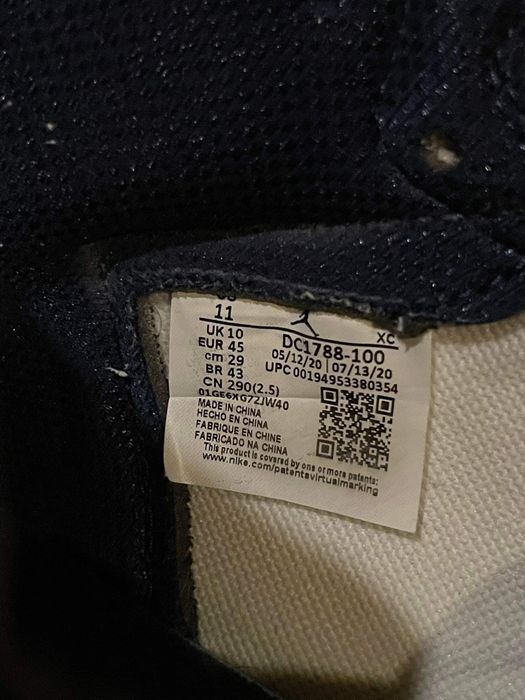 11
XC
UK 10
DC1788-100
EUR 45
05/12/20 | 07/13/20
cm 29
UPC 00194953380354
BR 43
CN 290(2.5)
01GE6XG72JW40
MADE IN CHINA
HECHO EN CHINA
FABRIQUE EN CHINE
FABRICADO NA CHINA
This product is covered by one or more patents:
www.nike.com/patentsvirtualmarking